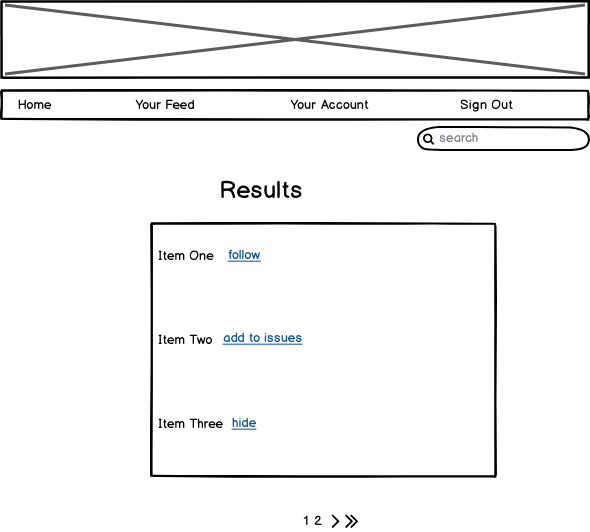 Home Your Feed Your Account Sign Out
search
Results
Item One follow
Item Two add to issues
Item Three hide
1 2